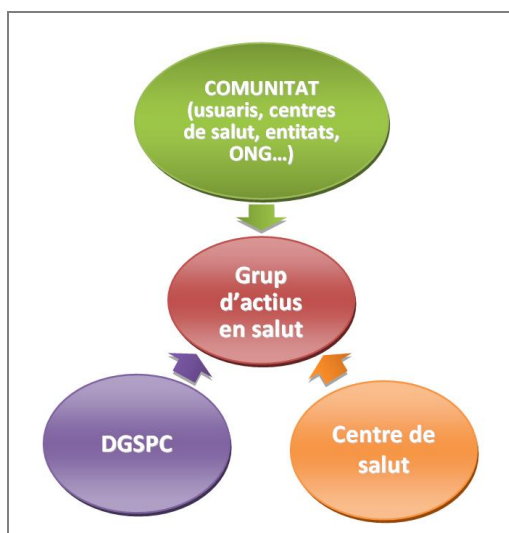 COMUNITAT
(usuaris, centres
de salut, entitats,
ONG...)
Grup
d'actius
en salut
DGSPC
Centre de
salut